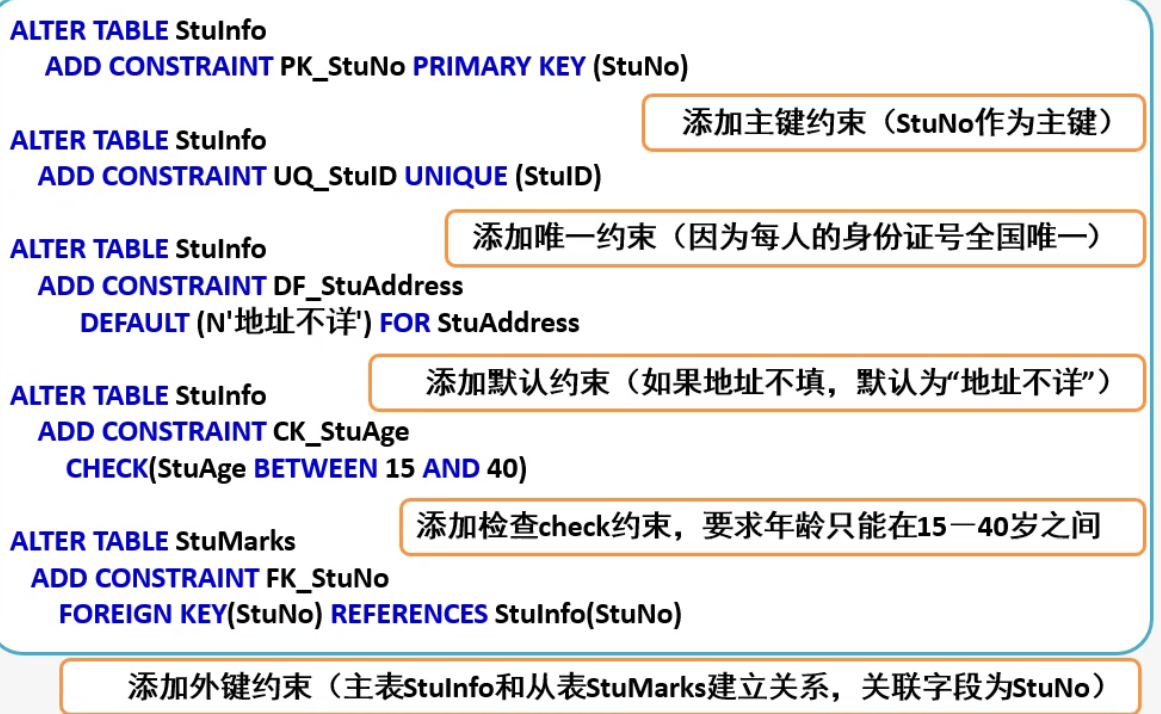 ALTER TABLE StuInfo
ADD CONSTRAINT PK_StuNo PRIMARY KEY (StuNo)
添加主键约束（StuNo作为主键）
ALTER TABLE StuInfo
ADD CONSTRAINT UQ_StuID UNIQUE (StuID)
添加唯一约束（因为每人的身份证号全国唯一）
ALTER TABLE StuInfo
ADD CONSTRAINT DF_StuAddress
DEFAULT (N'地址不详') FOR StuAddress
添加默认约束（如果地址不填，默认为“地址不详”）
ALTER TABLE StuInfo
ADD CONSTRAINT CK_StuAge
CHECK(StuAge BETWEEN 15 AND 40)
添加检查check约束，要求年龄只能在15－40岁之间
ALTER TABLE StuMarks
ADD CONSTRAINT FK_StuNo
FOREIGN KEY(StuNo) REFERENCES StuInfo(StuNo)
添加外键约束（主表StuInfo和从表StuMarks建立关系，关联字段为StuNo）